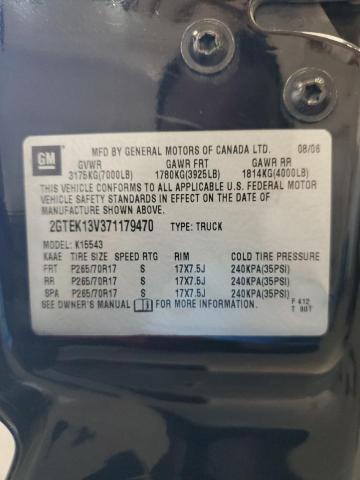 GM
MFD BY GENERAL MOTORS OF CANADA LTD. 08/06
GVWR GAWR FRT GAWR RR
3175KG(7000LB) 1780KG(3925LB) 1814KG(4000LB)
THIS VEHICLE CONFORMS TO ALL APPLICABLE U.S. FEDERAL MOTOR
VEHICLE SAFETY STANDARDS IN EFFECT ON THE DATE OF
MANUFACTURE SHOWN ABOVE.
2GTEK13V371179470 TYPE: TRUCK
MODEL: K15543
KAAE TIRE SIZE SPEED RTG RIM COLD TIRE PRESSURE
FRT P265/70R17 S 17X7.5J 240KPA(35PSI)
RR P265/70R17 S 17X7.5J 240KPA(35PSI)
SPA P265/70R17 S 17X7.5J 240KPA(35PSI)
SEE OWNER'S MANUAL FOR MORE INFORMATION
F 412
T 907